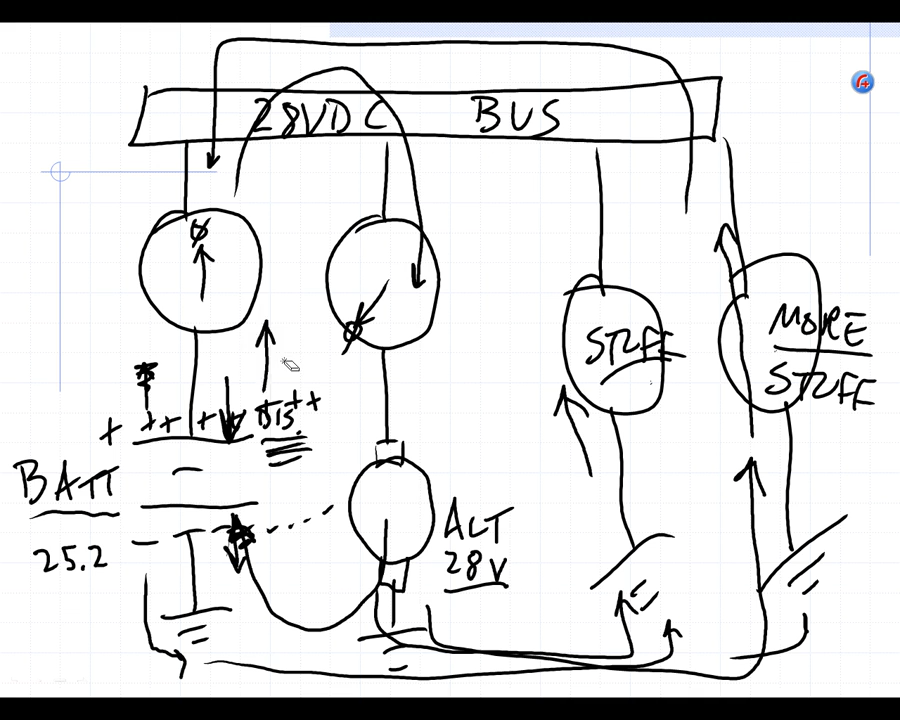 28VDC BUS
STUFF
MORE
STUFF
+ ++ +
++
BATT
25.2
-
ALT
28V